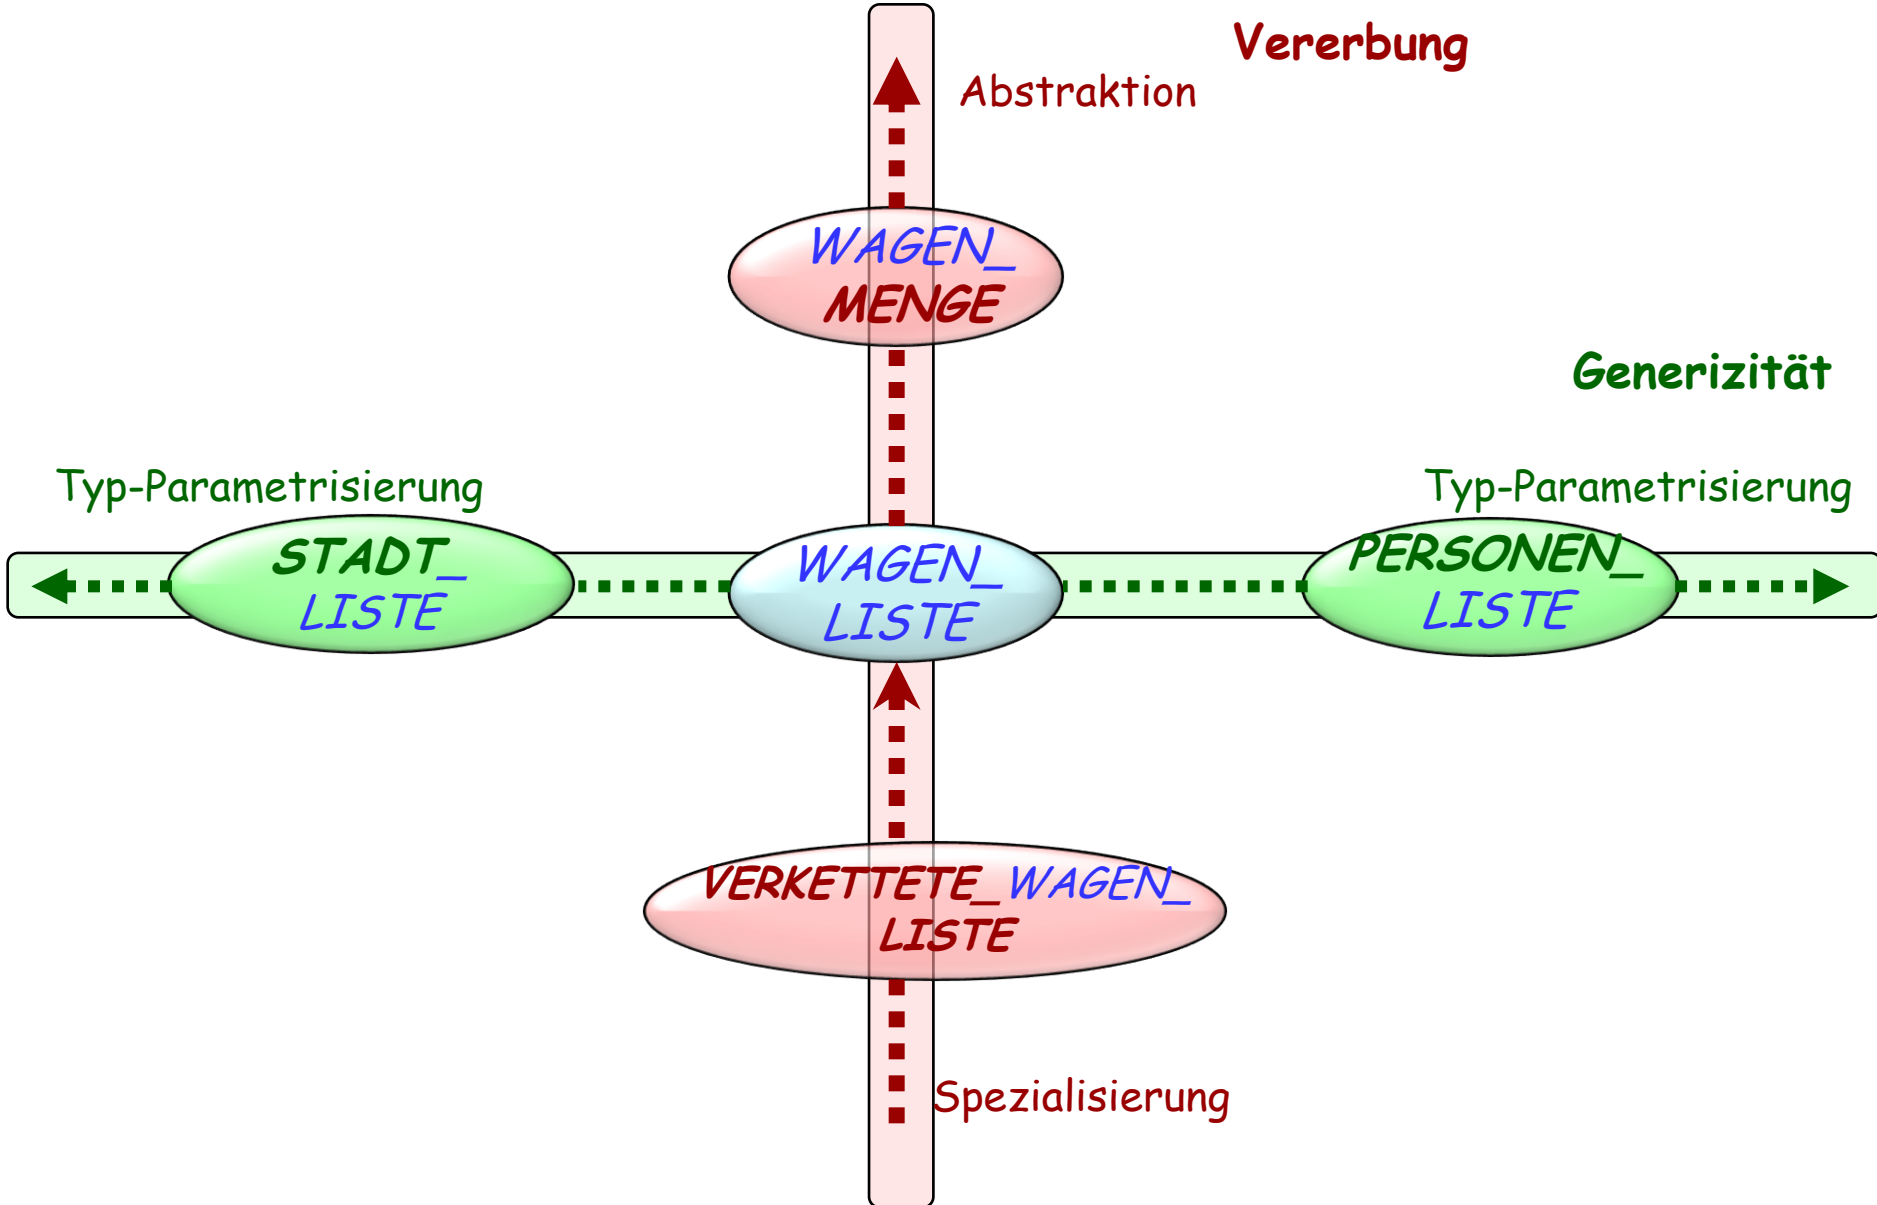 Vererbung
Abstraktion
WAGEN_
MENGE
Generizität
Typ-Parametrisierung
Typ-Parametrisierung
STADT_
LISTE
WAGEN_
LISTE
PERSONEN_
LISTE
VERKETTETE_WAGEN_
LISTE
Spezialisierung